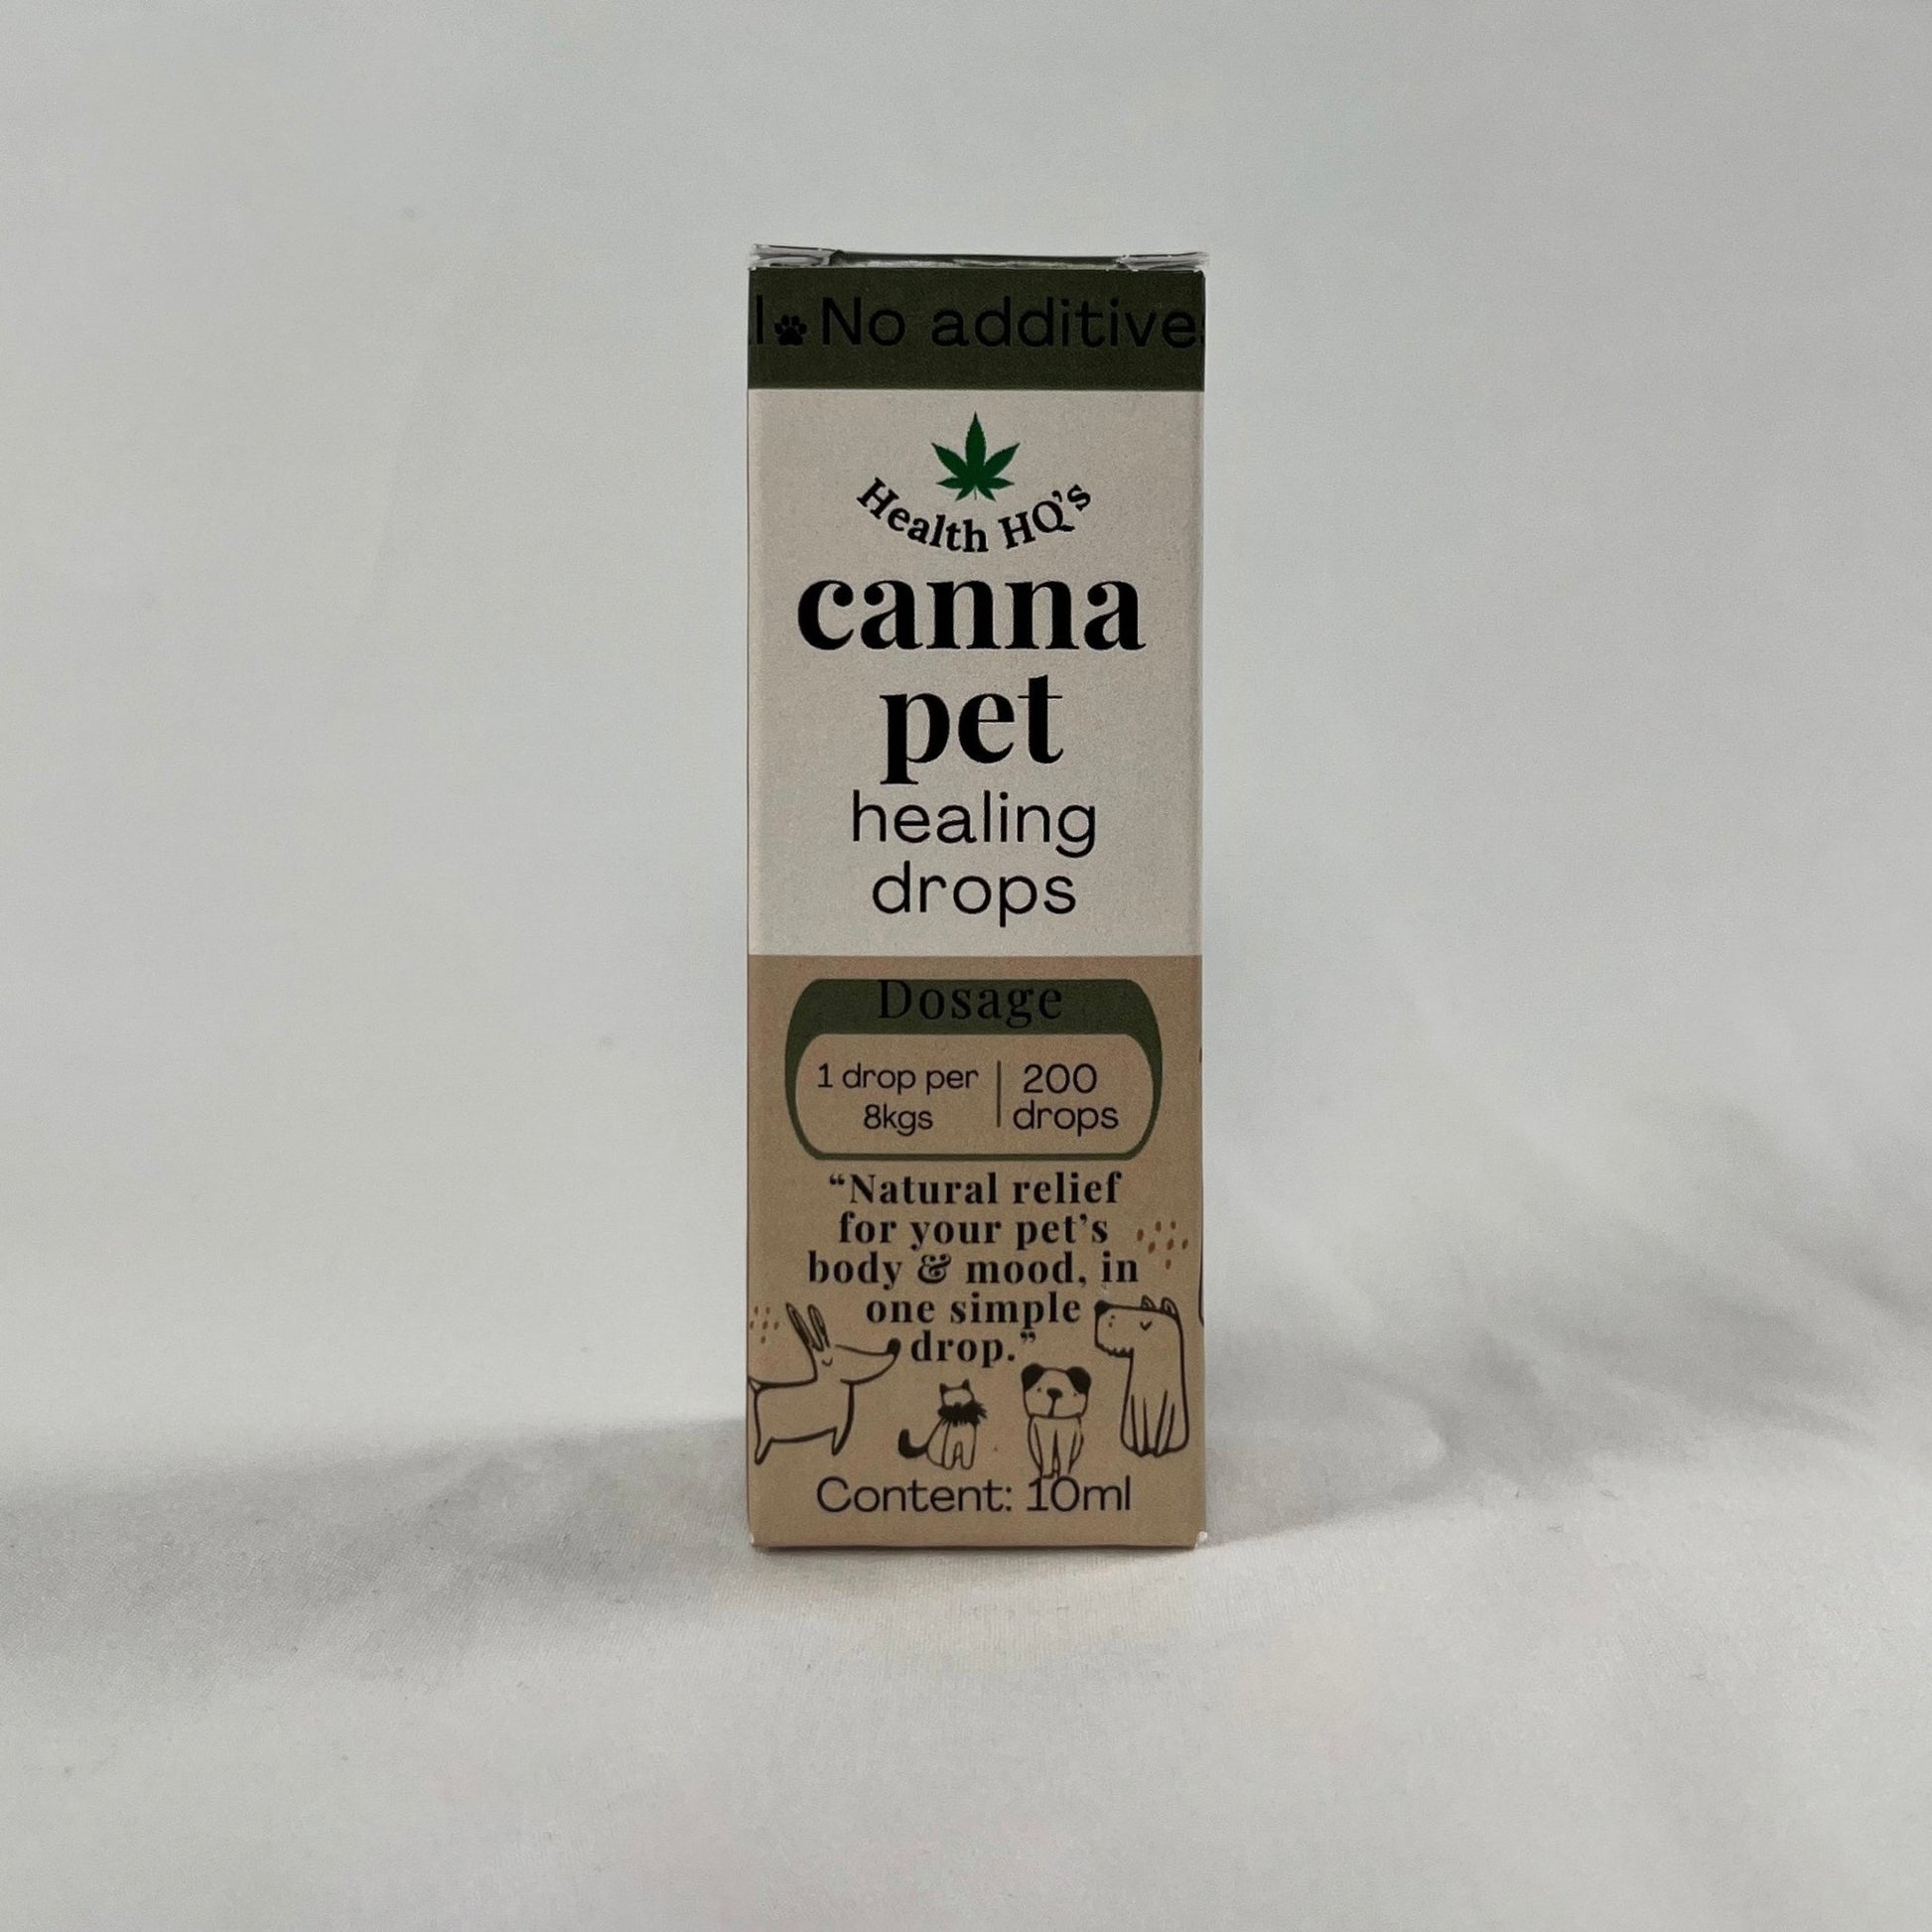 No additives
Health HQ's
canna
pet
healing
drops
Dosage
1 drop per
8kgs
200
drops
“Natural relief
for your pet’s
body & mood, in
one simple
drop.”
Content: 10ml